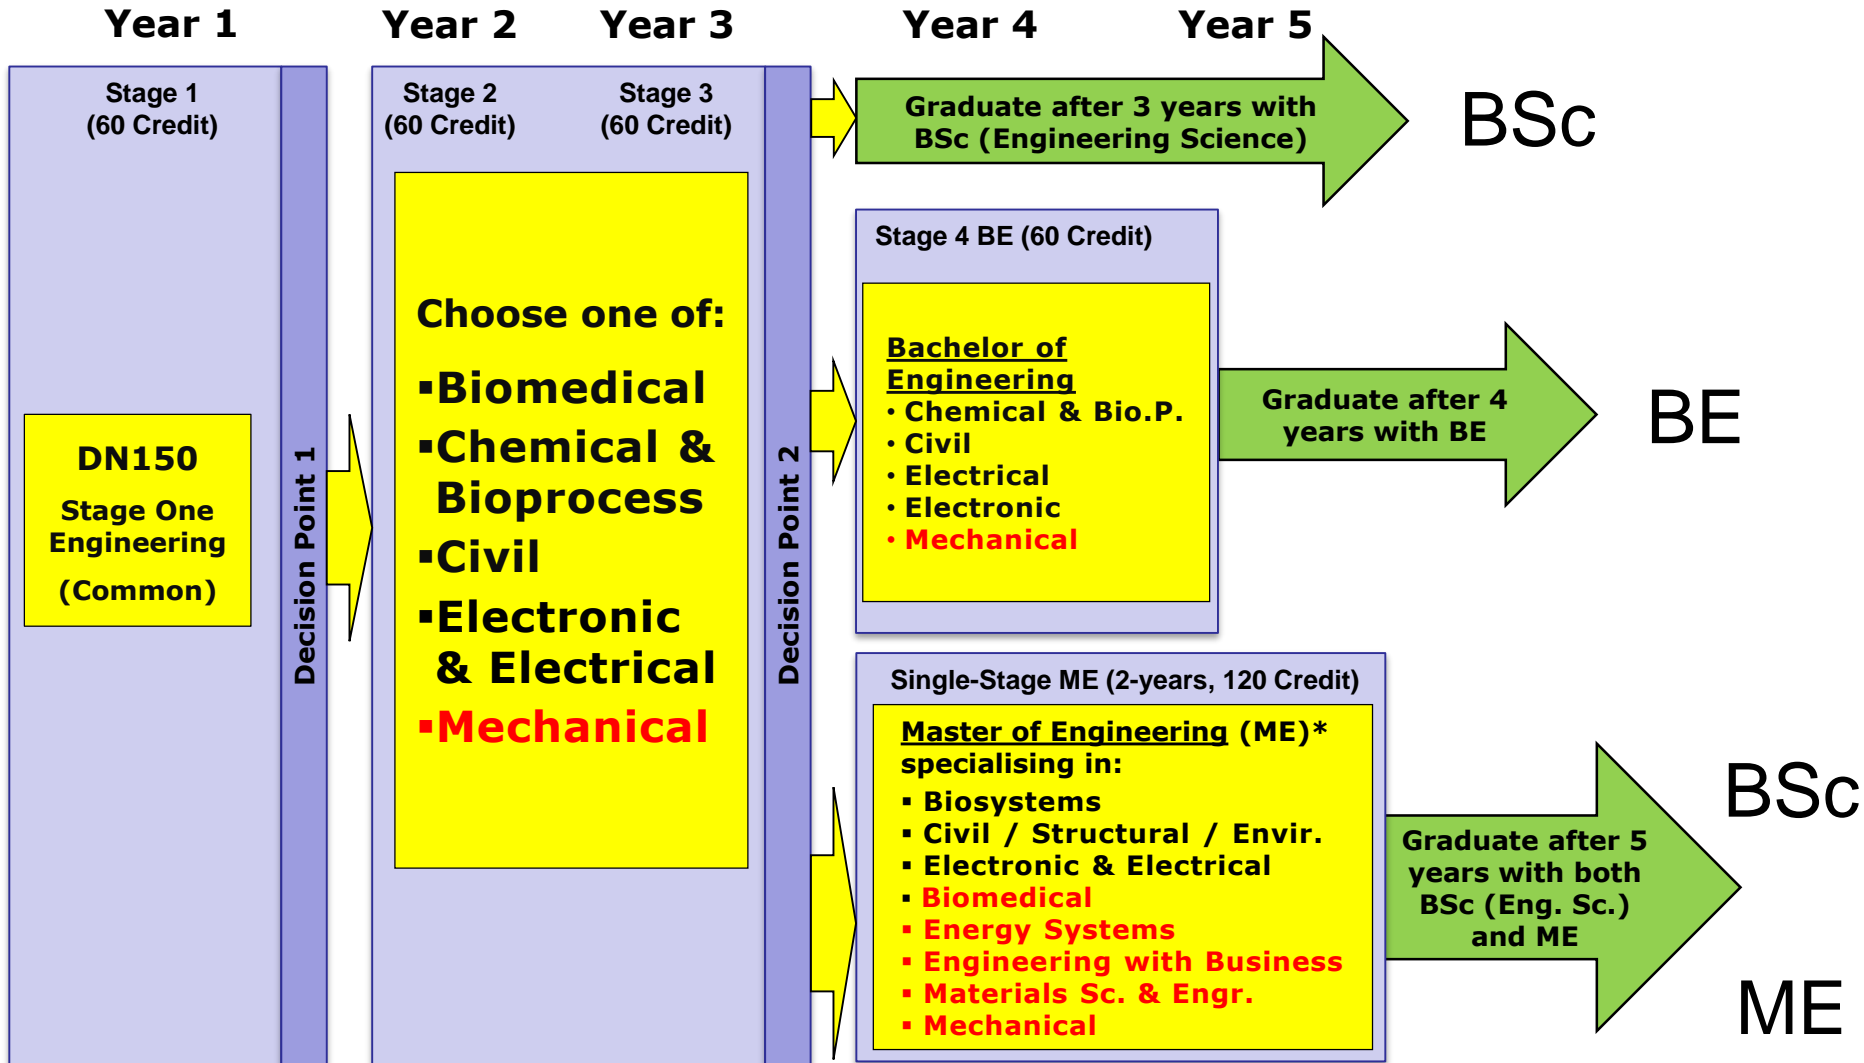 Year 1
Year 2
Year 3
Year 4
Year 5
Stage 1
(60 Credit)
DN150
Stage One
Engineering
(Common)
Decision Point 1
Stage 2
(60 Credit)
Stage 3
(60 Credit)
Choose one of:
▪Biomedical
▪Chemical &
Bioprocess
▪Civil
▪Electronic
& Electrical
▪Mechanical
Decision Point 2
Graduate after 3 years with
BSc (Engineering Science)
BSc
Stage 4 BE (60 Credit)
Bachelor of
Engineering
• Chemical & Bio.P.
• Civil
• Electrical
• Electronic
• Mechanical
Graduate after 4
years with BE
BE
Single-Stage ME (2-years, 120 Credit)
Master of Engineering (ME)*
specialising in:
▪ Biosystems
▪ Civil / Structural / Envir.
▪ Electronic & Electrical
▪ Biomedical
▪ Energy Systems
▪ Engineering with Business
▪ Materials Sc. & Engr.
▪ Mechanical
Graduate after 5
years with both
BSc (Eng. Sc.)
and ME
BSc
ME